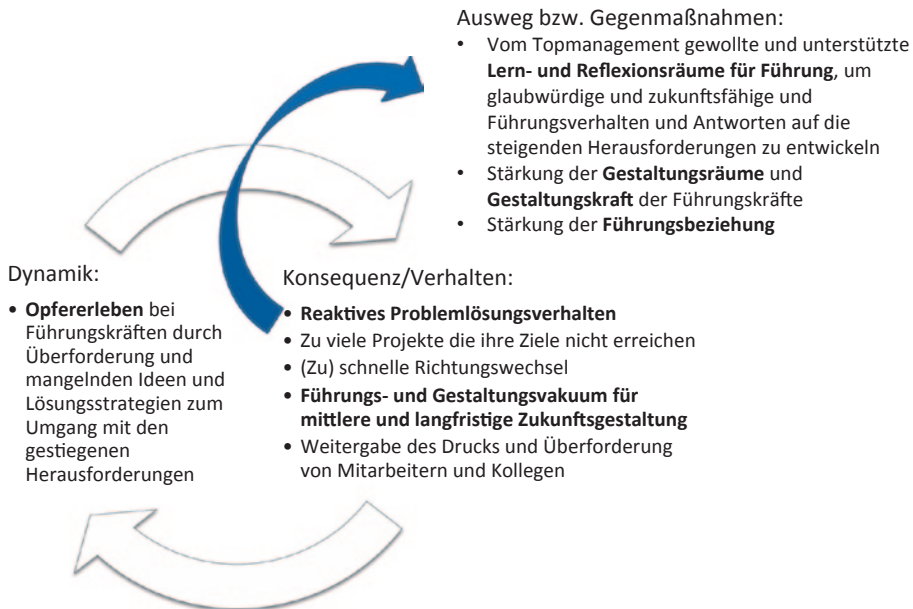 Ausweg bzw. Gegenmaßnahmen:
• Vom Topmanagement gewollte und unterstützte
Lern- und Reflexionsräume für Führung, um
glaubwürdige und zukunftsfähige und
Führungsverhalten und Antworten auf die
steigenden Herausforderungen zu entwickeln
• Stärkung der Gestaltungsräume und
Gestaltungskraft der Führungskräfte
• Stärkung der Führungsbeziehung
Dynamik:
• Opfererleben bei
Führungskräften durch
Überforderung und
mangelnden Ideen und
Lösungsstrategien zum
Umgang mit den
gestiegenen
Herausforderungen
Konsequenz/Verhalten:
• Reaktives Problemlösungsverhalten
• Zu viele Projekte die ihre Ziele nicht erreichen
• (Zu) schnelle Richtungswechsel
• Führungs- und Gestaltungsvakuum für
mittlere und langfristige Zukunftsgestaltung
• Weitergabe des Drucks und Überforderung
von Mitarbeitern und Kollegen